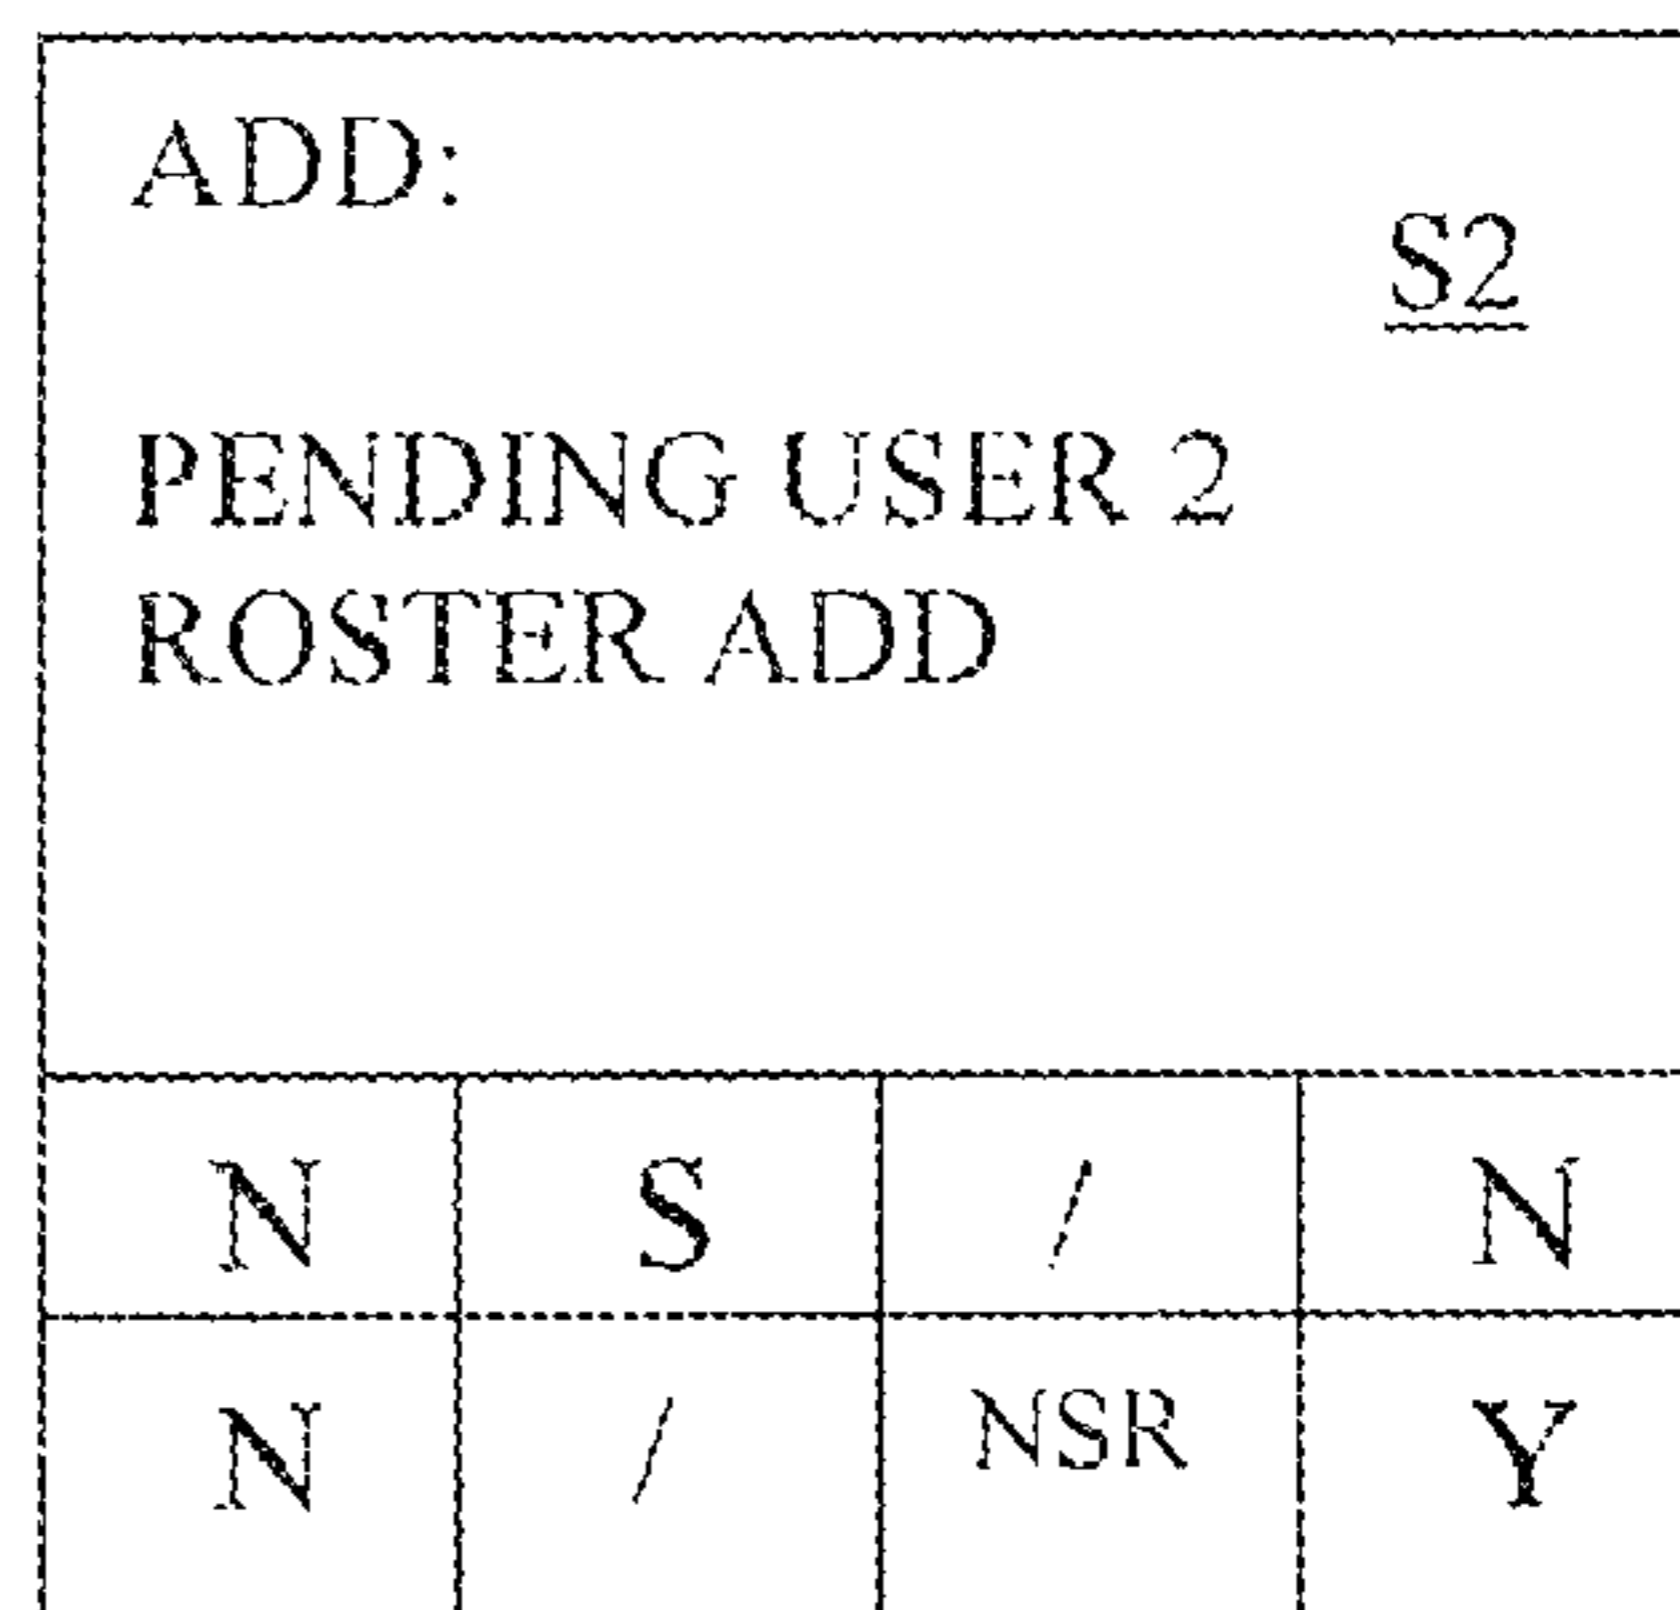 ADD:
S2
PENDING USER 2
ROSTER ADD
N S / N
N / NSR Y